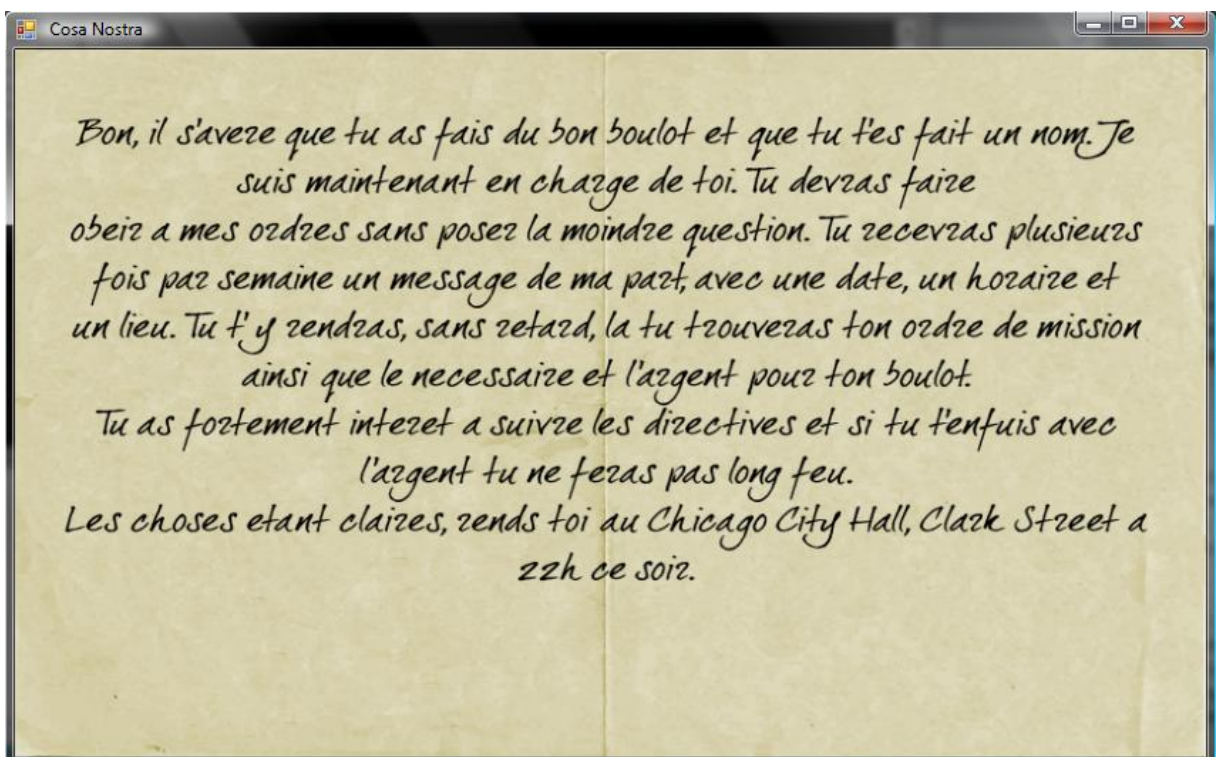 Cosa Nostra
Bon, il s'avere que tu as fais du bon boulot et que tu t'es fait un nom. Je
suis maintenant en charge de toi. Tu devras faire
obeir a mes ordres sans poser la moindre question. Tu recevras plusieurs
fois par semaine un message de ma part, avec une date, un horaire et
un lieu. Tu t' y rendras, sans retard, la tu trouveras ton ordre de mission
ainsi que le necessaire et l'argent pour ton boulot.
Tu as fortement interet a suivre les directives et si tu t'enfuis avec
l'argent tu ne feras pas long feu.
Les choses etant claires, rends toi au Chicago City Hall, Clark Street a
22h ce soir.